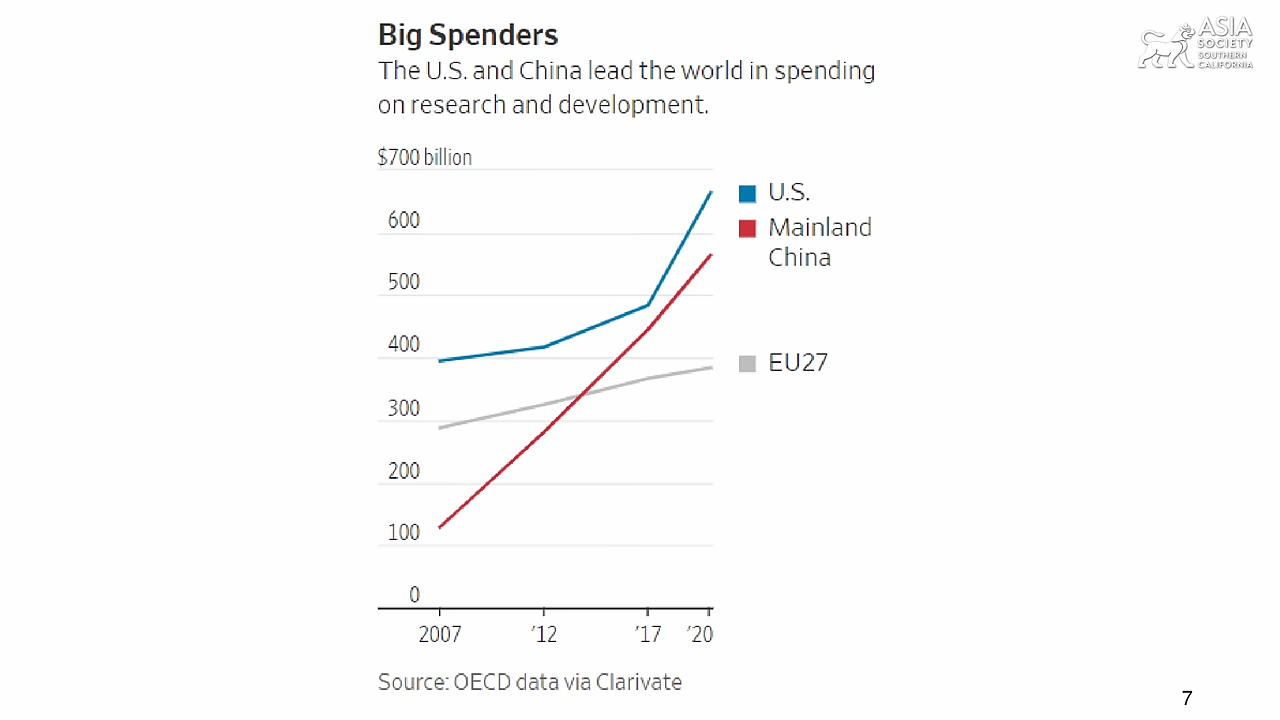 Big Spenders
The U.S. and China lead the world in spending
on research and development.
$700 billion
600
500
400
300
200
100
0
2007
'12
'17
'20
U.S.
Mainland
China
EU27
Source: OECD data via Clarivate
ASIA
SOCIETY
SOUTHERN
CALIFORNIA
7